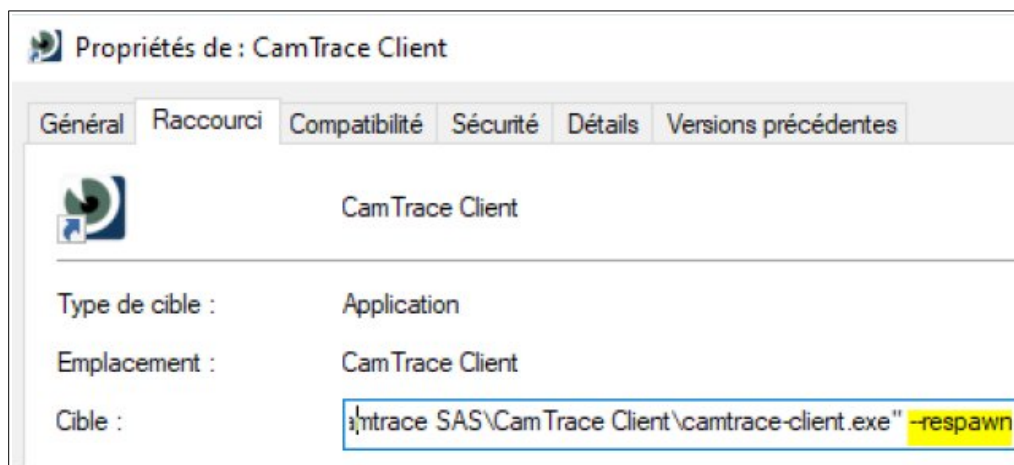 Propriétés de : CamTrace Client
Général Raccourci Compatibilité Sécurité Détails Versions précédentes
CamTrace Client
Type de cible : Application
Emplacement : CamTrace Client
Cible : amtrace SAS\CamTrace Client\camtrace-client.exe" --respawn